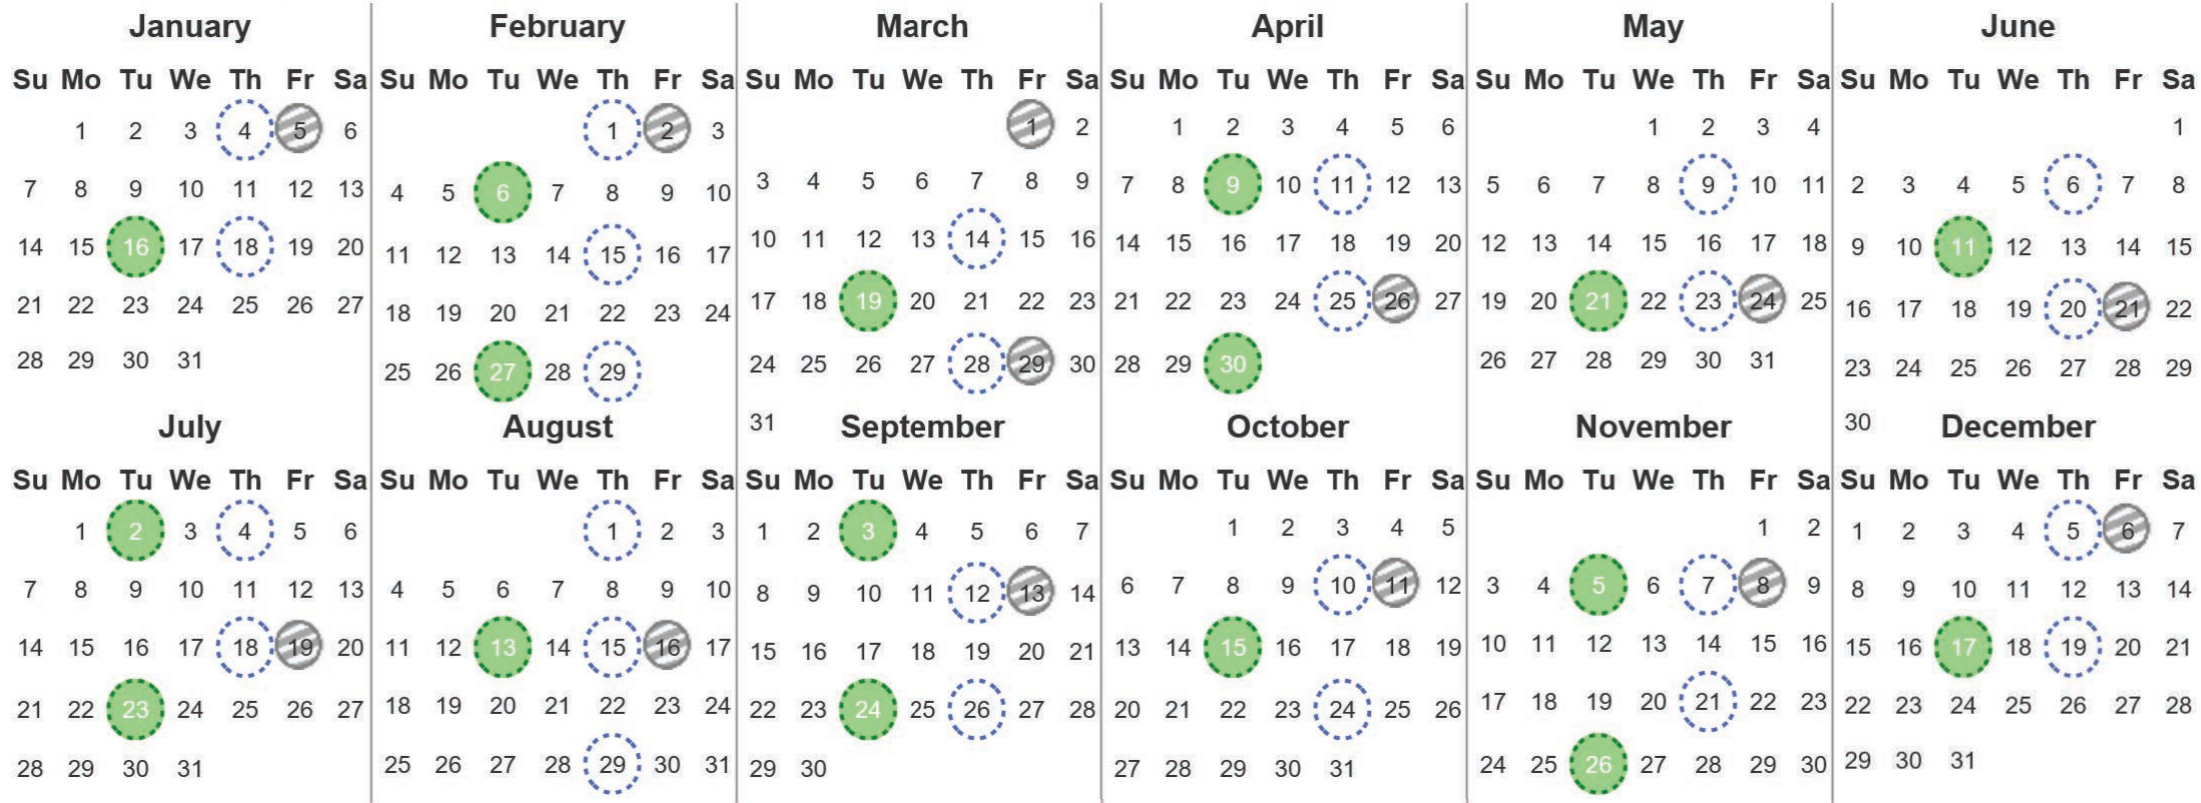 January February March April May June
Su Mo Tu We Th Fr Sa Su Mo Tu We Th Fr Sa Su Mo Tu We Th Fr Sa Su Mo Tu We Th Fr Sa Su Mo Tu We Th Fr Sa Su Mo Tu We Th Fr Sa
1 2 3 4 5 6 1 2 3 1 2 1 2 3 4 5 6 1 2 3 4 1
7 8 9 10 11 12 13 4 5 6 7 8 9 10 3 4 5 6 7 8 9 7 8 9 10 11 12 13 5 6 7 8 9 10 11 2 3 4 5 6 7 8
14 15 16 17 18 19 20 11 12 13 14 15 16 17 10 11 12 13 14 15 16 14 15 16 17 18 19 20 12 13 14 15 16 17 18 9 10 11 12 13 14 15
21 22 23 24 25 26 27 18 19 20 21 22 23 24 17 18 19 20 21 22 23 21 22 23 24 25 26 27 19 20 21 22 23 24 25 16 17 18 19 20 21 22
28 29 30 31 25 26 27 28 29 24 25 26 27 28 29 30 28 29 30 26 27 28 29 30 31 23 24 25 26 27 28 29
31 30
July August September October November December
Su Mo Tu We Th Fr Sa Su Mo Tu We Th Fr Sa Su Mo Tu We Th Fr Sa Su Mo Tu We Th Fr Sa Su Mo Tu We Th Fr Sa Su Mo Tu We Th Fr Sa
1 2 3 4 5 6 1 2 3 1 2 3 4 5 6 7 1 2 3 4 5 1 2 1 2 3 4 5 6 7
7 8 9 10 11 12 13 4 5 6 7 8 9 10 8 9 10 11 12 13 14 6 7 8 9 10 11 12 3 4 5 6 7 8 9 8 9 10 11 12 13 14
14 15 16 17 18 19 20 11 12 13 14 15 16 17 15 16 17 18 19 20 21 13 14 15 16 17 18 19 10 11 12 13 14 15 16 15 16 17 18 19 20 21
21 22 23 24 25 26 27 18 19 20 21 22 23 24 22 23 24 25 26 27 28 20 21 22 23 24 25 26 17 18 19 20 21 22 23 22 23 24 25 26 27 28
28 29 30 31 25 26 27 28 29 30 31 29 30 27 28 29 30 31 24 25 26 27 28 29 30 29 30 31